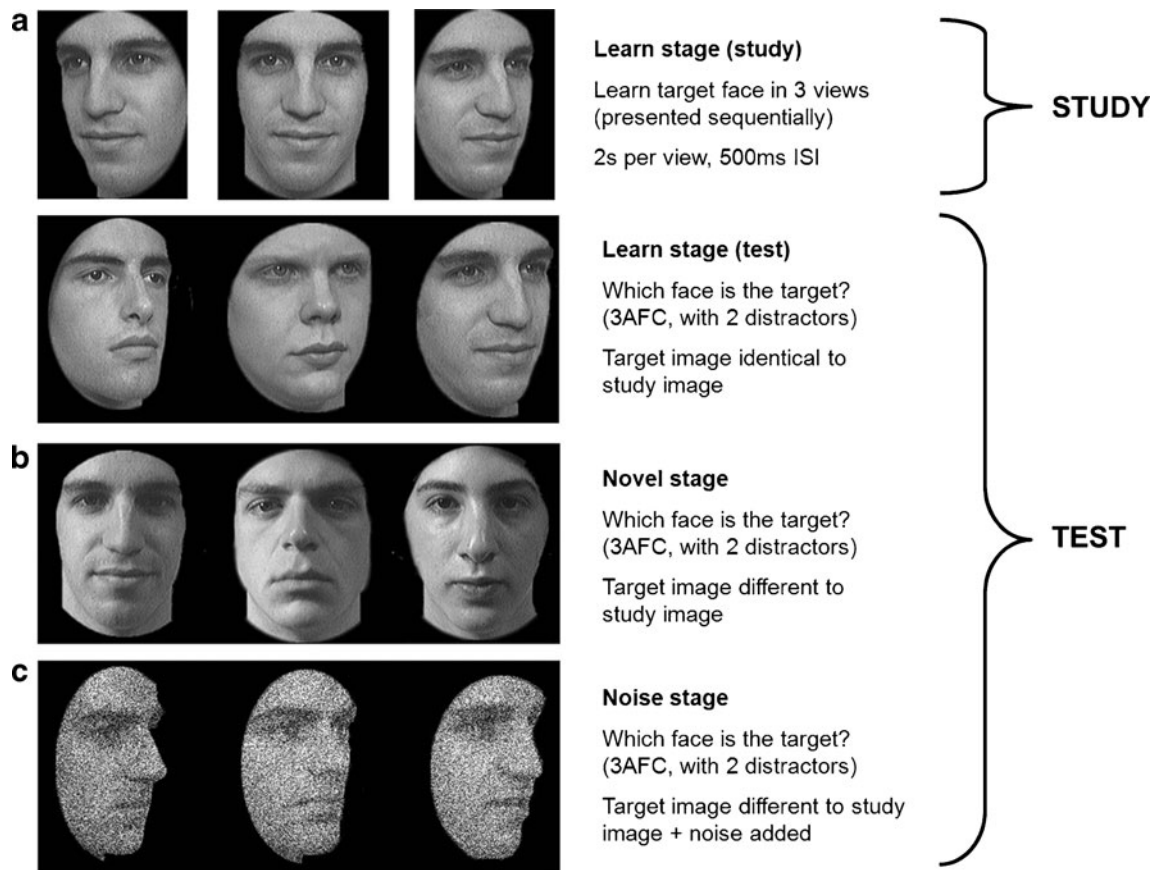 a
Learn stage (study)
Learn target face in 3 views
(presented sequentially)
2s per view, 500ms ISI
STUDY
Learn stage (test)
Which face is the target?
(3AFC, with 2 distractors)
Target image identical to
study image
b
Novel stage
Which face is the target?
(3AFC, with 2 distractors)
Target image different to
study image
TEST
c
Noise stage
Which face is the target?
(3AFC, with 2 distractors)
Target image different to study
image + noise added